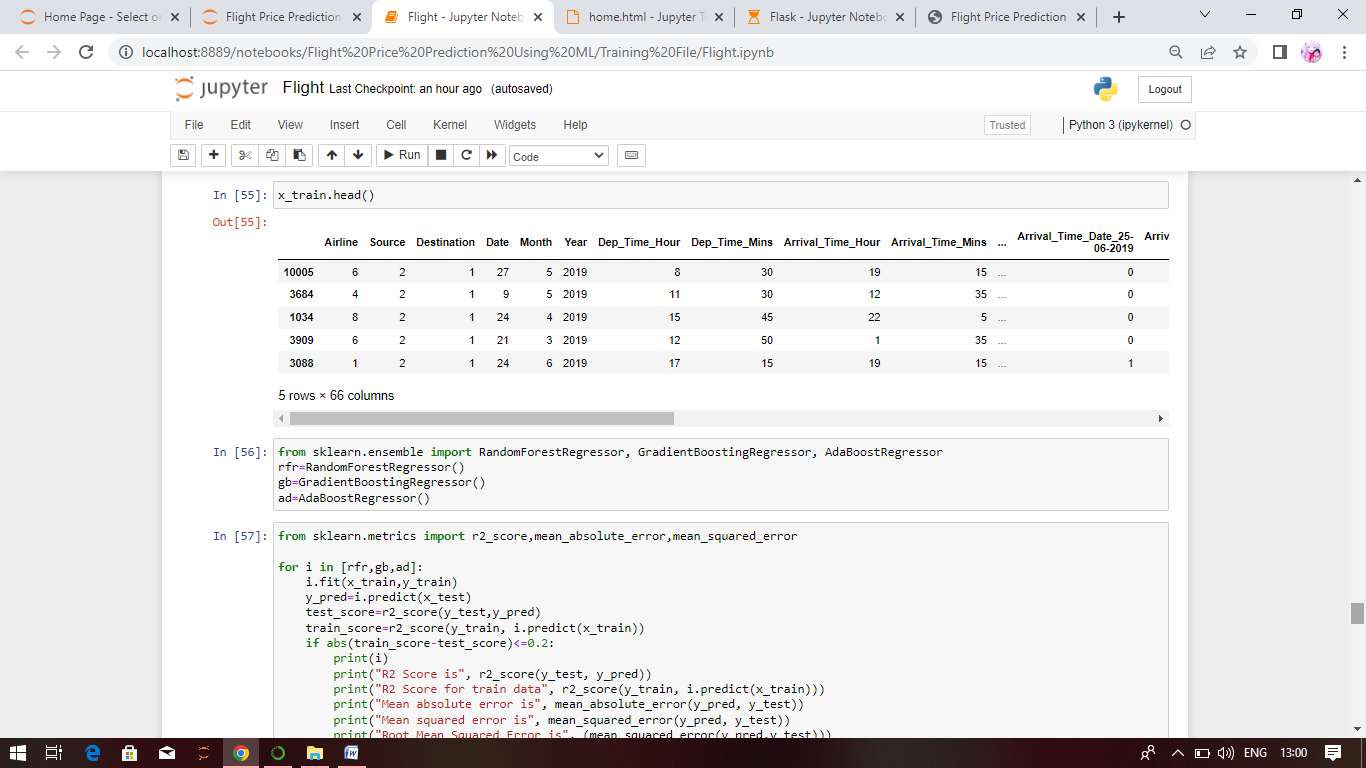 Home Page - Select or
Flight Price Prediction
Flight - Jupyter Noteb
home.html - Jupyter T
Flask - Jupyter Notebo
Flight Price Prediction
localhost:8889/notebooks/Flight%20Price%20Prediction%20Using%20ML/Training%20File/Flight.ipynb
jupyter Flight Last Checkpoint: an hour ago (autosaved)
Logout
File Edit View Insert Cell Kernel Widgets Help
Trusted
Python 3 (ipykernel)
Run
Code
In [55]: x_train.head()
Out[55]:
Airline Source Destination Date Month Year Dep_Time_Hour Dep_Time_Mins Arrival_Time_Hour Arrival_Time_Mins ... Arrival_Time_Date_25-06-2019 Arriv
10005 6 2 1 27 5 2019 8 30 19 15 ... 0
3684 4 2 1 9 5 2019 11 30 12 35 ... 0
1034 8 2 1 24 4 2019 15 45 22 5 ... 0
3909 6 2 1 21 3 2019 12 50 1 35 ... 0
3088 1 2 1 24 6 2019 17 15 19 15 ... 1
5 rows × 66 columns
In [56]: from sklearn.ensemble import RandomForestRegressor, GradientBoostingRegressor, AdaBoostRegressor
rfr=RandomForestRegressor()
gb=GradientBoostingRegressor()
ad=AdaBoostRegressor()
In [57]: from sklearn.metrics import r2_score,mean_absolute_error,mean_squared_error
for i in [rfr,gb,ad]:
    i.fit(x_train,y_train)
    y_pred=i.predict(x_test)
    test_score=r2_score(y_test,y_pred)
    train_score=r2_score(y_train, i.predict(x_train))
    if abs(train_score-test_score)<=0.2:
        print(i)
        print("R2 Score is", r2_score(y_test, y_pred))
        print("R2 Score for train data", r2_score(y_train, i.predict(x_train)))
        print("Mean absolute error is", mean_absolute_error(y_pred, y_test))
        print("Mean squared error is", mean_squared_error(y_pred, y_test))
        print("Root Mean Squared Error is", (mean_squared_error(y_pred,y_test)))
ENG 13:00